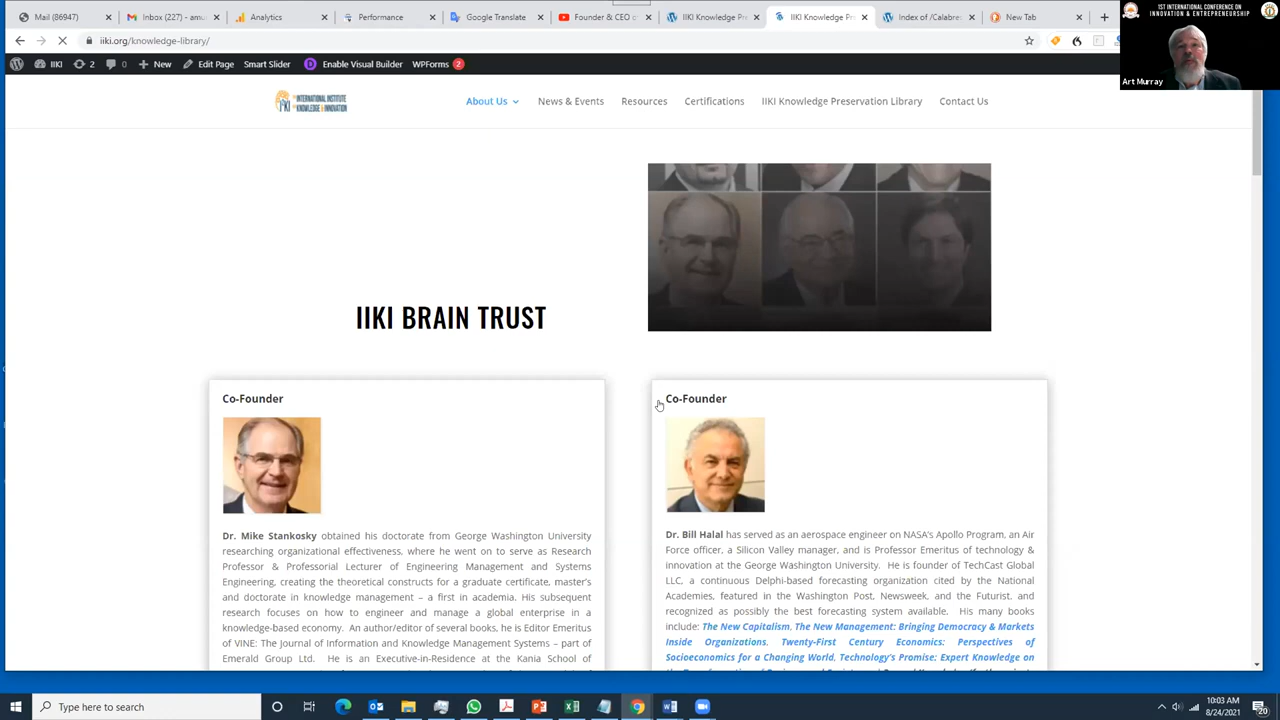 Mail (86947)
Inbox (227) - amu
Analytics
Performance
Google Translate
Founder & CEO of
IIKI Knowledge Pr
IIKI Knowledge Pr
Index of /Calabres
New Tab
iiki.org/knowledge-library/
1ST INTERNATIONAL CONFERENCE ON
INNOVATION & ENTREPRENEURSHIP
Art Murray
IIKI
2
0
New
Edit Page
Smart Slider
Enable Visual Builder
WPForms 2
INTERNATIONAL INSTITUTE
KNOWLEDGE & INNOVATION
About Us
News & Events
Resources
Certifications
IIKI Knowledge Preservation Library
Contact Us
IIKI BRAIN TRUST
Co-Founder
Dr. Mike Stankosky obtained his doctorate from George Washington University
researching organizational effectiveness, where he went on to serve as Research
Professor & Professorial Lecturer of Engineering Management and Systems
Engineering, creating the theoretical constructs for a graduate certificate, master's
and doctorate in knowledge management – a first in academia. His subsequent
research focuses on how to engineer and manage a global enterprise in a
knowledge-based economy. An author/editor of several books, he is Editor Emeritus
of VINE: The Journal of Information and Knowledge Management Systems – part of
Emerald Group Ltd. He is an Executive-in-Residence at the Kania School of
Co-Founder
Dr. Bill Halal has served as an aerospace engineer on NASA's Apollo Program, an Air
Force officer, a Silicon Valley manager, and is Professor Emeritus of technology &
innovation at the George Washington University. He is founder of TechCast Global
LLC, a continuous Delphi-based forecasting organization cited by the National
Academies, featured in the Washington Post, Newsweek, and the Futurist, and
recognized as possibly the best forecasting system available. His many books
include: The New Capitalism, The New Management: Bringing Democracy & Markets
Inside Organizations, Twenty-First Century Economics: Perspectives of
Socioeconomics for a Changing World, Technology's Promise: Expert Knowledge on
Type here to search
10:03 AM
8/24/2021
20